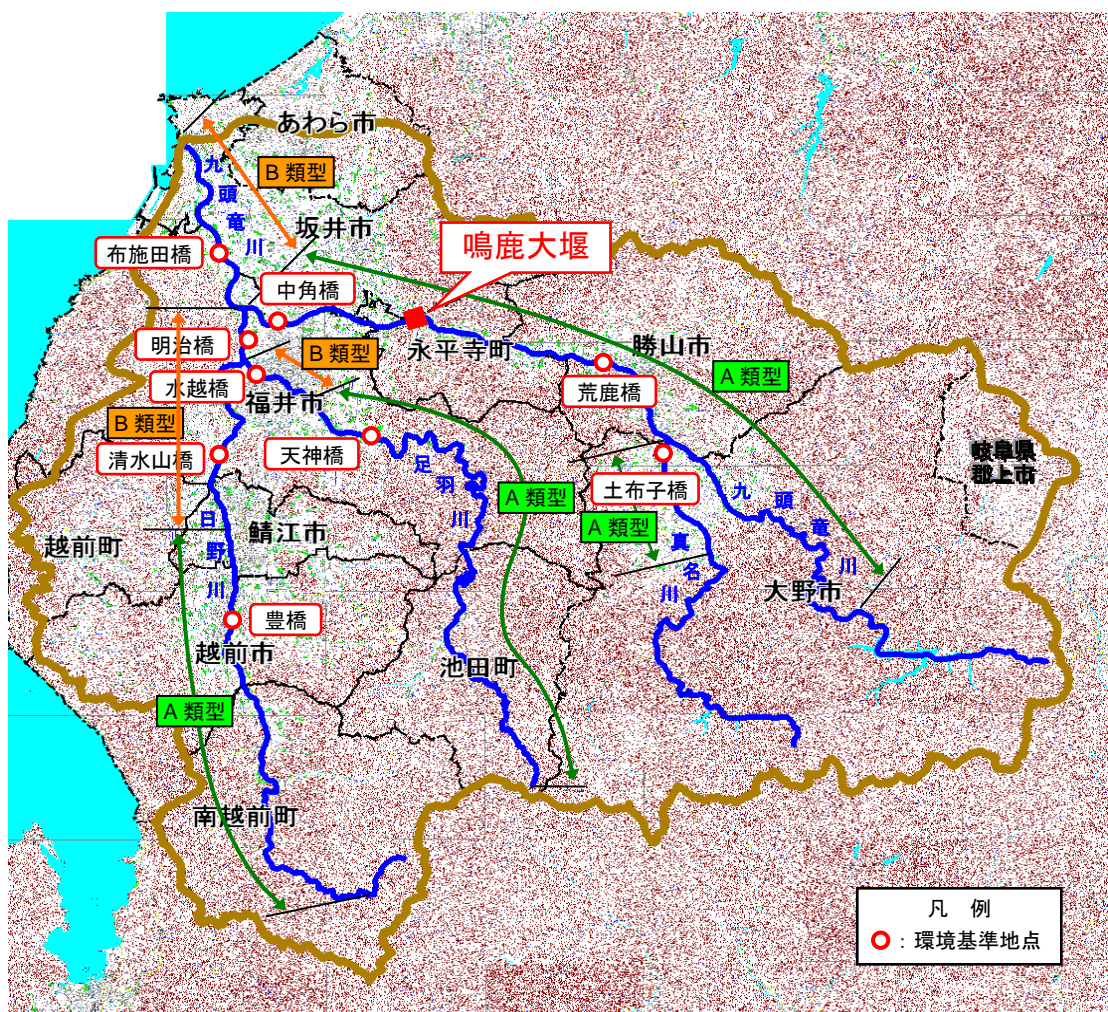 あわら市
九頭竜川
B 類型
坂井市
鳴鹿大堰
布施田橋
中角橋
明治橋
B 類型
永平寺町
勝山市
水越橋
福井市
荒鹿橋
A 類型
B 類型
清水山橋
天神橋
足羽川
土布子橋
岐阜県
郡上市
A 類型
九頭竜川
A 類型
日野川
鯖江市
越前町
真名川
大野市
豊橋
越前市
池田町
A 類型
南越前町
凡 例
：環境基準地点